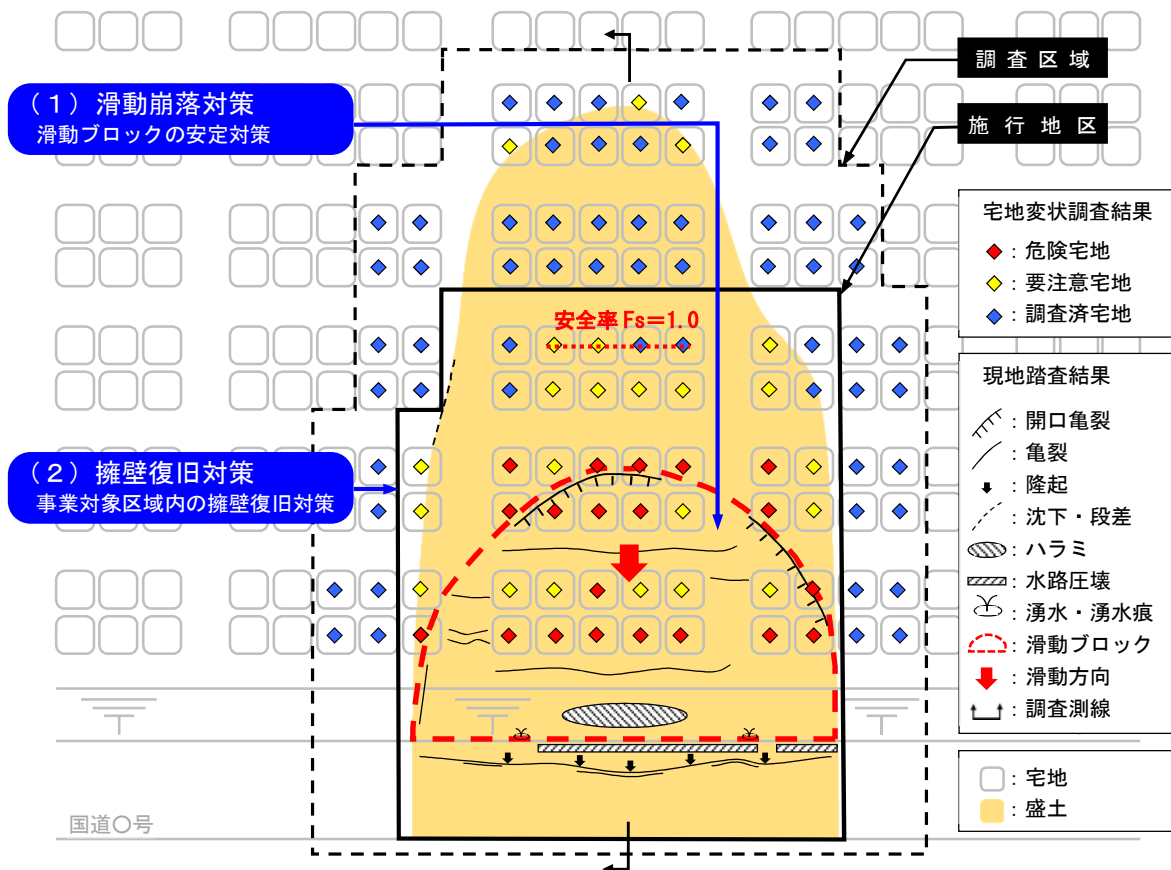 調査区域
施行地区
（１）滑動崩落対策
滑動ブロックの安定対策
宅地変状調査結果
：危険宅地
：要注意宅地
：調査済宅地
安全率 Fs＝1.0
現地踏査結果
：開口亀裂
：亀裂
：隆起
：沈下・段差
：ハラミ
：水路圧壊
：湧水・湧水痕
：滑動ブロック
：滑動方向
：調査測線
（２）擁壁復旧対策
事業対象区域内の擁壁復旧対策
：宅地
：盛土
国道〇号